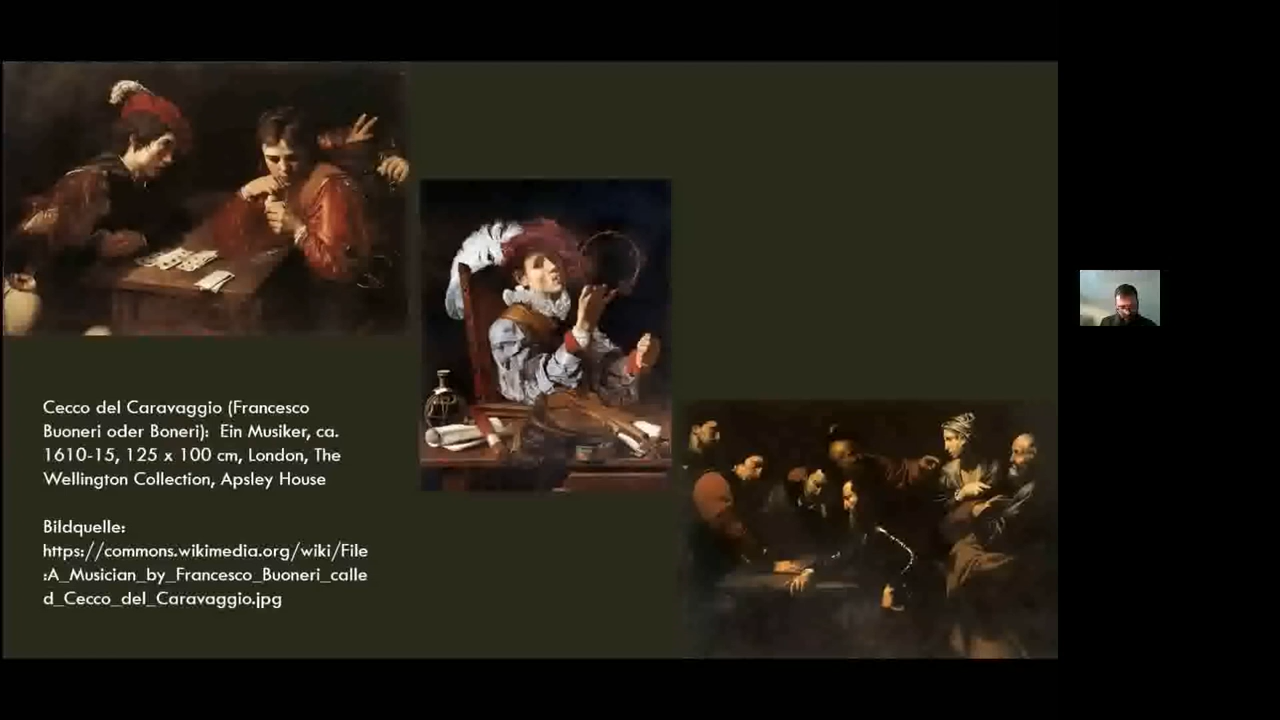 Cecco del Caravaggio (Francesco
Buoneri oder Boneri):  Ein Musiker, ca.
1610-15, 125 x 100 cm, London, The
Wellington Collection, Apsley House
Bildquelle:
https://commons.wikimedia.org/wiki/File
:A_Musician_by_Francesco_Buoneri_calle
d_Cecco_del_Caravaggio.jpg